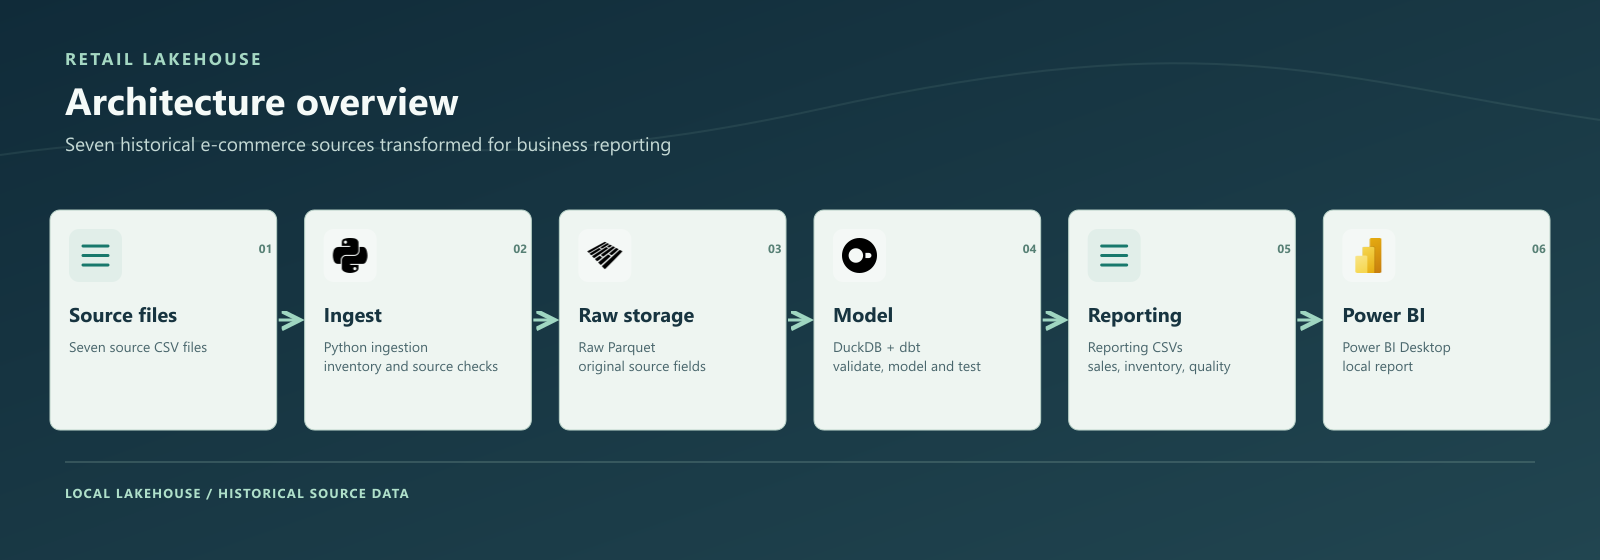 RETAIL LAKEHOUSE
Architecture overview
Seven historical e-commerce sources transformed for business reporting
01
Source files
Seven source CSV files
02
Ingest
Python ingestion
inventory and source checks
03
Raw storage
Raw Parquet
original source fields
04
Model
DuckDB + dbt
validate, model and test
05
Reporting
Reporting CSVs
sales, inventory, quality
06
Power BI
Power BI Desktop
local report
LOCAL LAKEHOUSE / HISTORICAL SOURCE DATA